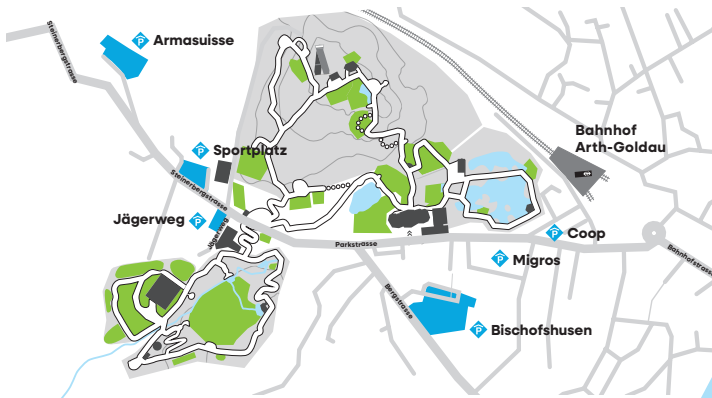 Steinerbergstrasse
P Armasuisse
P Sportplatz
Steinerbergstrasse
Jägerweg P
Jägerweg
Parkstrasse
Bergstrasse
Bahnhof
Arth-Goldau
P Coop
P Migros
Bahnhofstrasse
P Bischofshusen